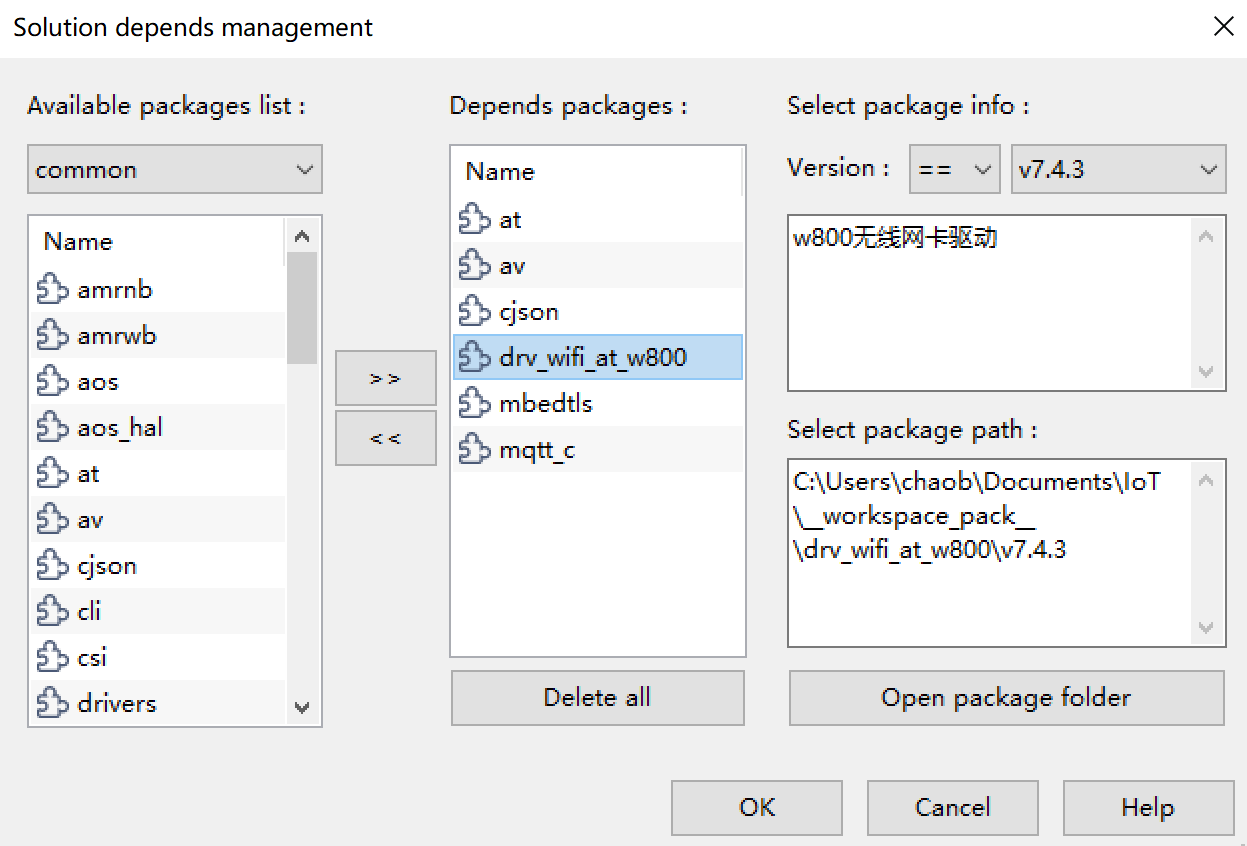 Solution depends management
Available packages list :
common
Name
amrnb
amrwb
aos
aos_hal
at
av
cjson
cli
csi
drivers
>>
<<
Depends packages :
Name
at
av
cjson
drv_wifi_at_w800
mbedtls
mqtt_c
Delete all
Select package info :
Version : == v7.4.3
w800无线网卡驱动
Select package path :
C:\Users\chaob\Documents\IoT
\__workspace_pack__
\drv_wifi_at_w800\v7.4.3
Open package folder
OK Cancel Help